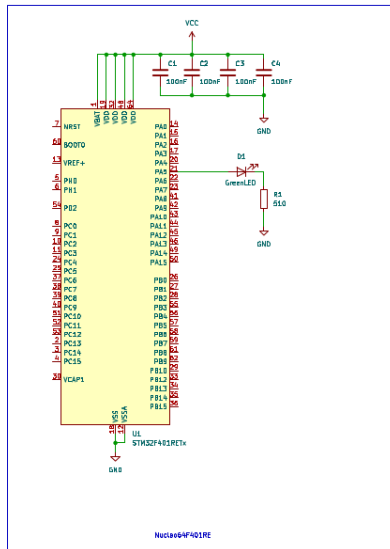 VCC
C1
100nF
C2
100nF
C3
100nF
C4
100nF
GND
1
19
32
48
64
VBAT
VDD
VDD
VDD
VDD
7
NRST
60
BOOT0
13
VREF+
5
PH0
6
PH1
54
PD2
8
PC0
9
PC1
10
PC2
11
PC3
24
PC4
25
PC5
37
PC6
38
PC7
39
PC8
40
PC9
51
PC10
52
PC11
53
PC12
2
PC13
3
PC14
4
PC15
30
VCAP1
PA0
14
PA1
15
PA2
16
PA3
17
PA4
20
PA5
21
PA6
22
PA7
23
PA8
41
PA9
42
PA10
43
PA11
44
PA12
45
PA13
46
PA14
49
PA15
50
PB0
26
PB1
27
PB2
28
PB3
55
PB4
56
PB5
57
PB6
58
PB7
59
PB8
61
PB9
62
PB10
29
PB12
33
PB13
34
PB14
35
PB15
36
D1
GreenLED
R1
510
GND
VSS
VSSA
18
12
U1
STM32F401RETx
GND
Nucleo64F401RE